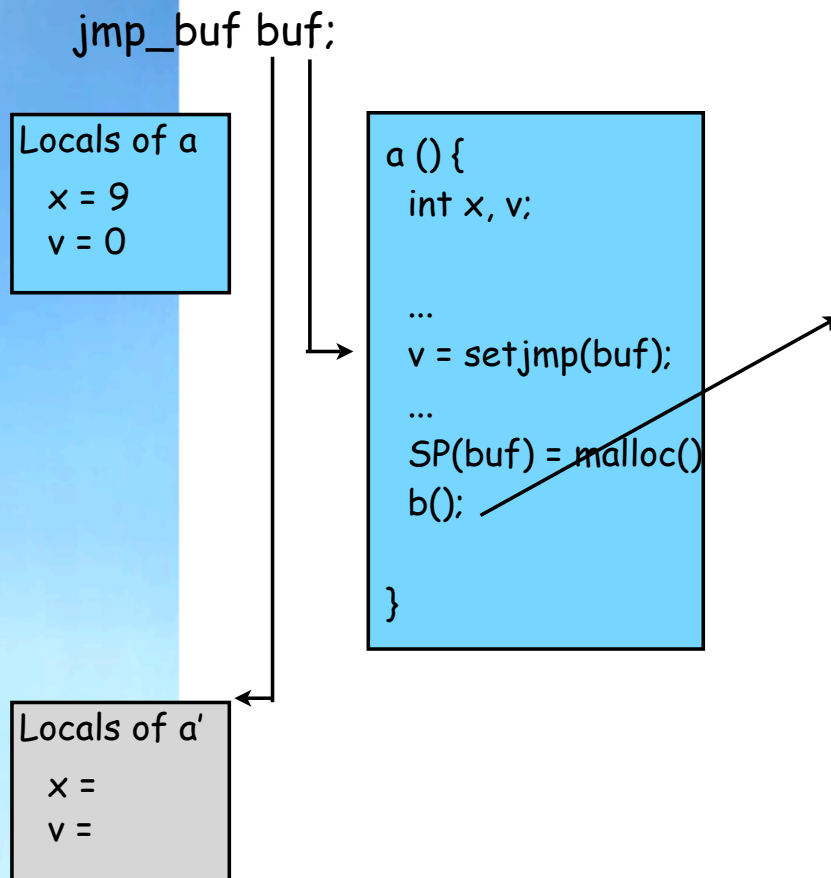 jmp_buf buf;
Locals of a
x = 9
v = 0
a () {
int x, v;
...
v = setjmp(buf);
...
SP(buf) = malloc()
b();
}
Locals of a'
x =
v =